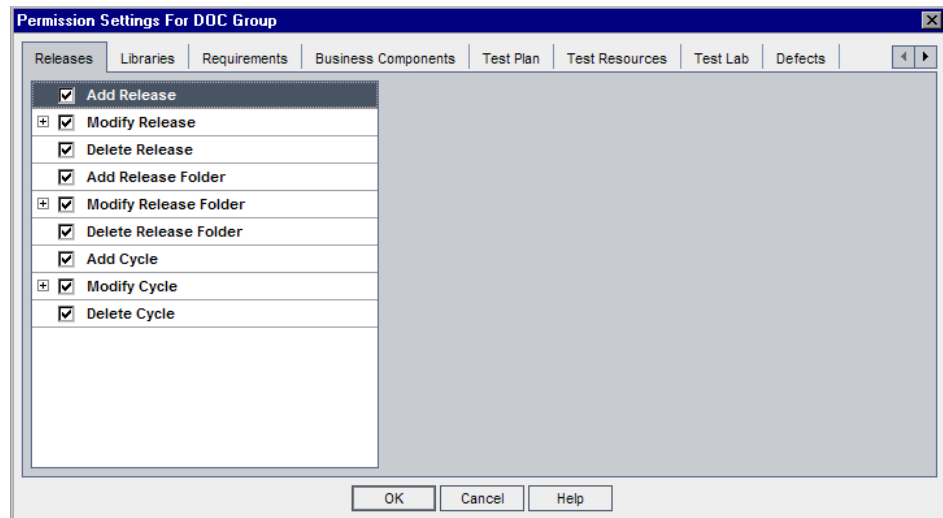 Permission Settings For DOC Group
Releases Libraries Requirements Business Components Test Plan Test Resources Test Lab Defects
Add Release
Modify Release
Delete Release
Add Release Folder
Modify Release Folder
Delete Release Folder
Add Cycle
Modify Cycle
Delete Cycle
OK Cancel Help